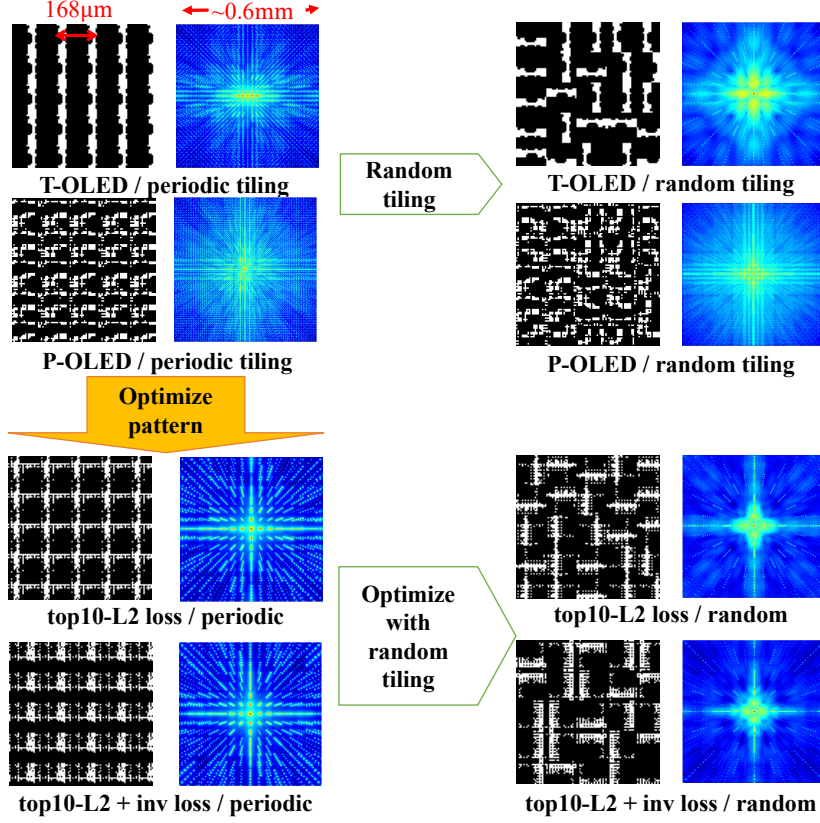 168μm
~0.6mm
T-OLED / periodic tiling
Random
tiling
T-OLED / random tiling
P-OLED / periodic tiling
P-OLED / random tiling
Optimize
pattern
top10-L2 loss / periodic
Optimize
with
random
tiling
top10-L2 loss / random
top10-L2 + inv loss / periodic
top10-L2 + inv loss / random